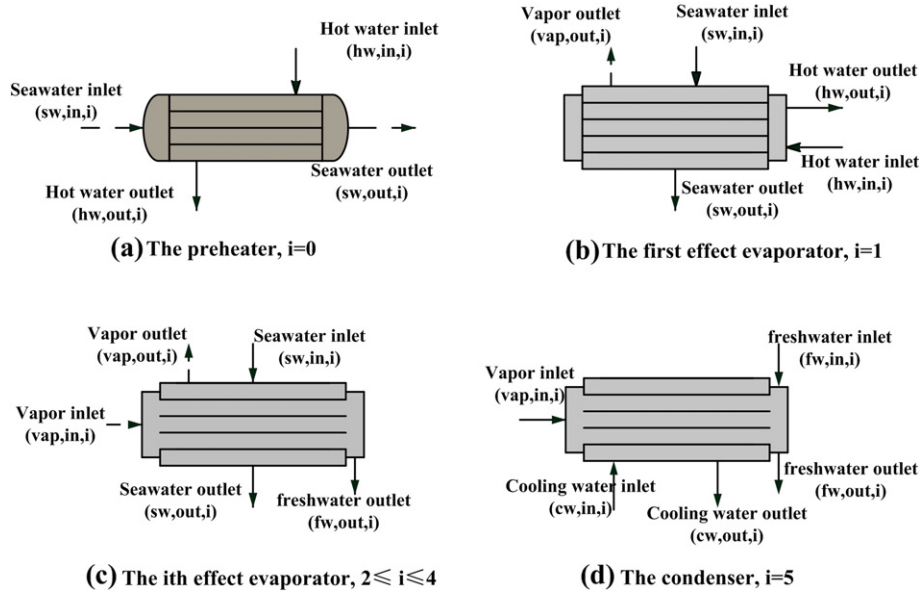 Hot water inlet
(hw,in,i)
Seawater inlet
(sw,in,i)
Seawater outlet
(sw,out,i)
Hot water outlet
(hw,out,i)
(a) The preheater, i=0
Vapor outlet
(vap,out,i)
Seawater inlet
(sw,in,i)
Hot water outlet
(hw,out,i)
Hot water inlet
(hw,in,i)
Seawater outlet
(sw,out,i)
(b) The first effect evaporator, i=1
Vapor outlet
(vap,out,i)
Seawater inlet
(sw,in,i)
Vapor inlet
(vap,in,i)
Seawater outlet
(sw,out,i)
freshwater outlet
(fw,out,i)
(c) The ith effect evaporator, 2≤ i≤4
freshwater inlet
(fw,in,i)
Vapor inlet
(vap,in,i)
Cooling water inlet
(cw,in,i)
freshwater outlet
(fw,out,i)
Cooling water outlet
(cw,out,i)
(d) The condenser, i=5